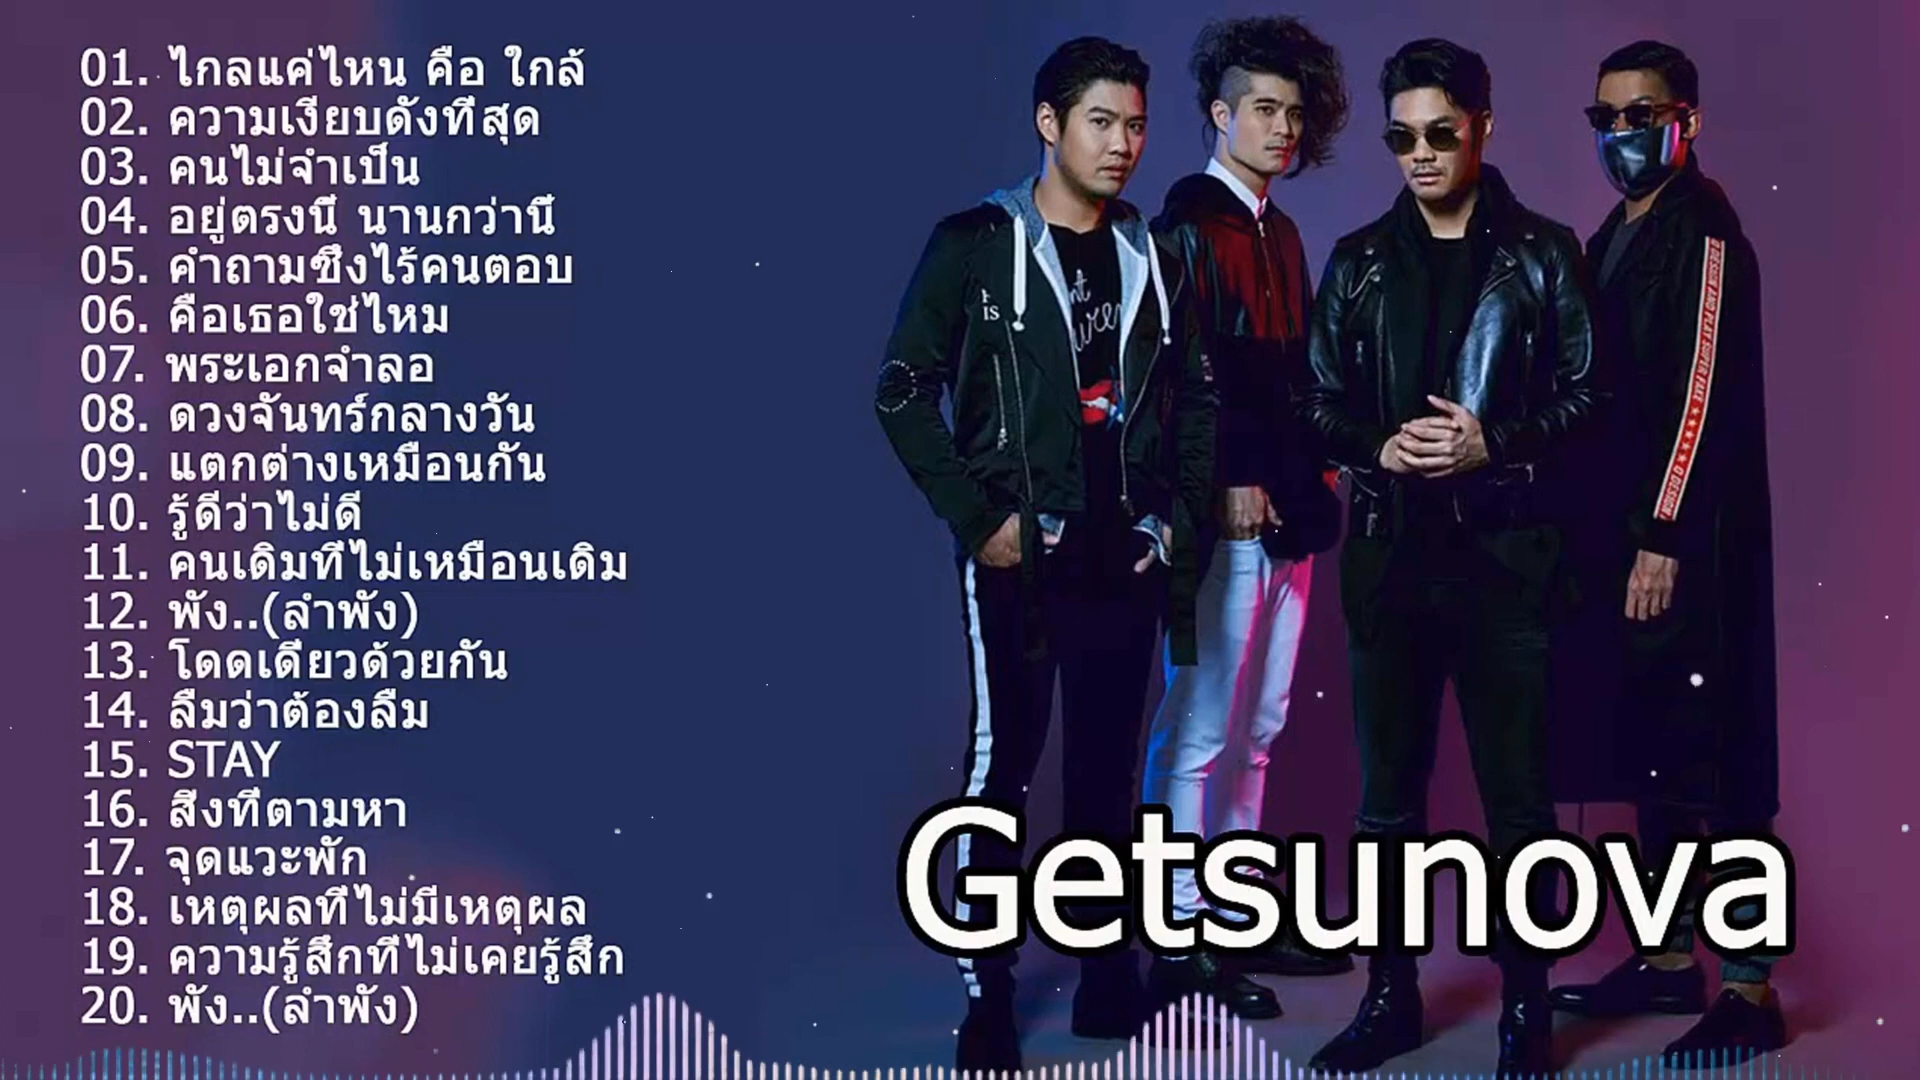 01. ไกลแค่ไหน คือ ใกล้
02. ความเงียบดังที่สุด
03. คนไม่จำเป็น
04. อยู่ตรงนี้ นานกว่านี้
05. คำถามซึ่งไร้คนตอบ
06. คือเธอใช่ไหม
07. พระเอกจำลอ
08. ดวงจันทร์กลางวัน
09. แตกต่างเหมือนกัน
10. รู้ดีว่าไม่ดี
11. คนเดิมที่ไม่เหมือนเดิม
12. พัง..(ลำพัง)
13. โดดเดี่ยวด้วยกัน
14. ลืมว่าต้องลืม
15. STAY
16. สิ่งที่ตามหา
17. จุดแวะพัก
18. เหตุผลที่ไม่มีเหตุผล
19. ความรู้สึกที่ไม่เคยรู้สึก
20. พัง..(ลำพัง)
IS
Getsunova